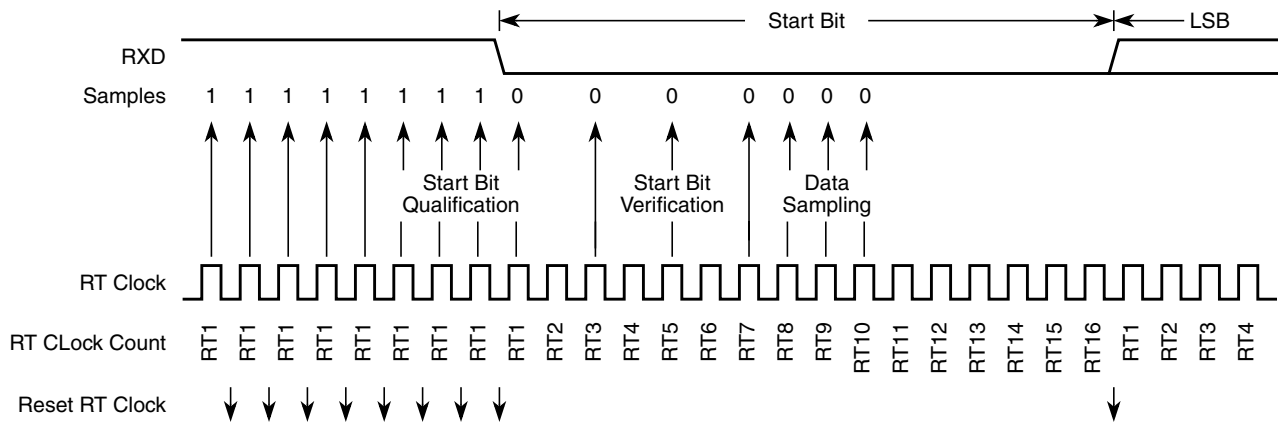 Start Bit LSB
RXD
Samples 1 1 1 1 1 1 1 1 0 0 0 0 0 0 0
Start Bit Start Bit Data
Qualification Verification Sampling
RT Clock
RT CLock Count RT1 RT1 RT1 RT1 RT1 RT1 RT1 RT1 RT1 RT2 RT3 RT4 RT5 RT6 RT7 RT8 RT9 RT10 RT11 RT12 RT13 RT14 RT15 RT16 RT1 RT2 RT3 RT4
Reset RT Clock